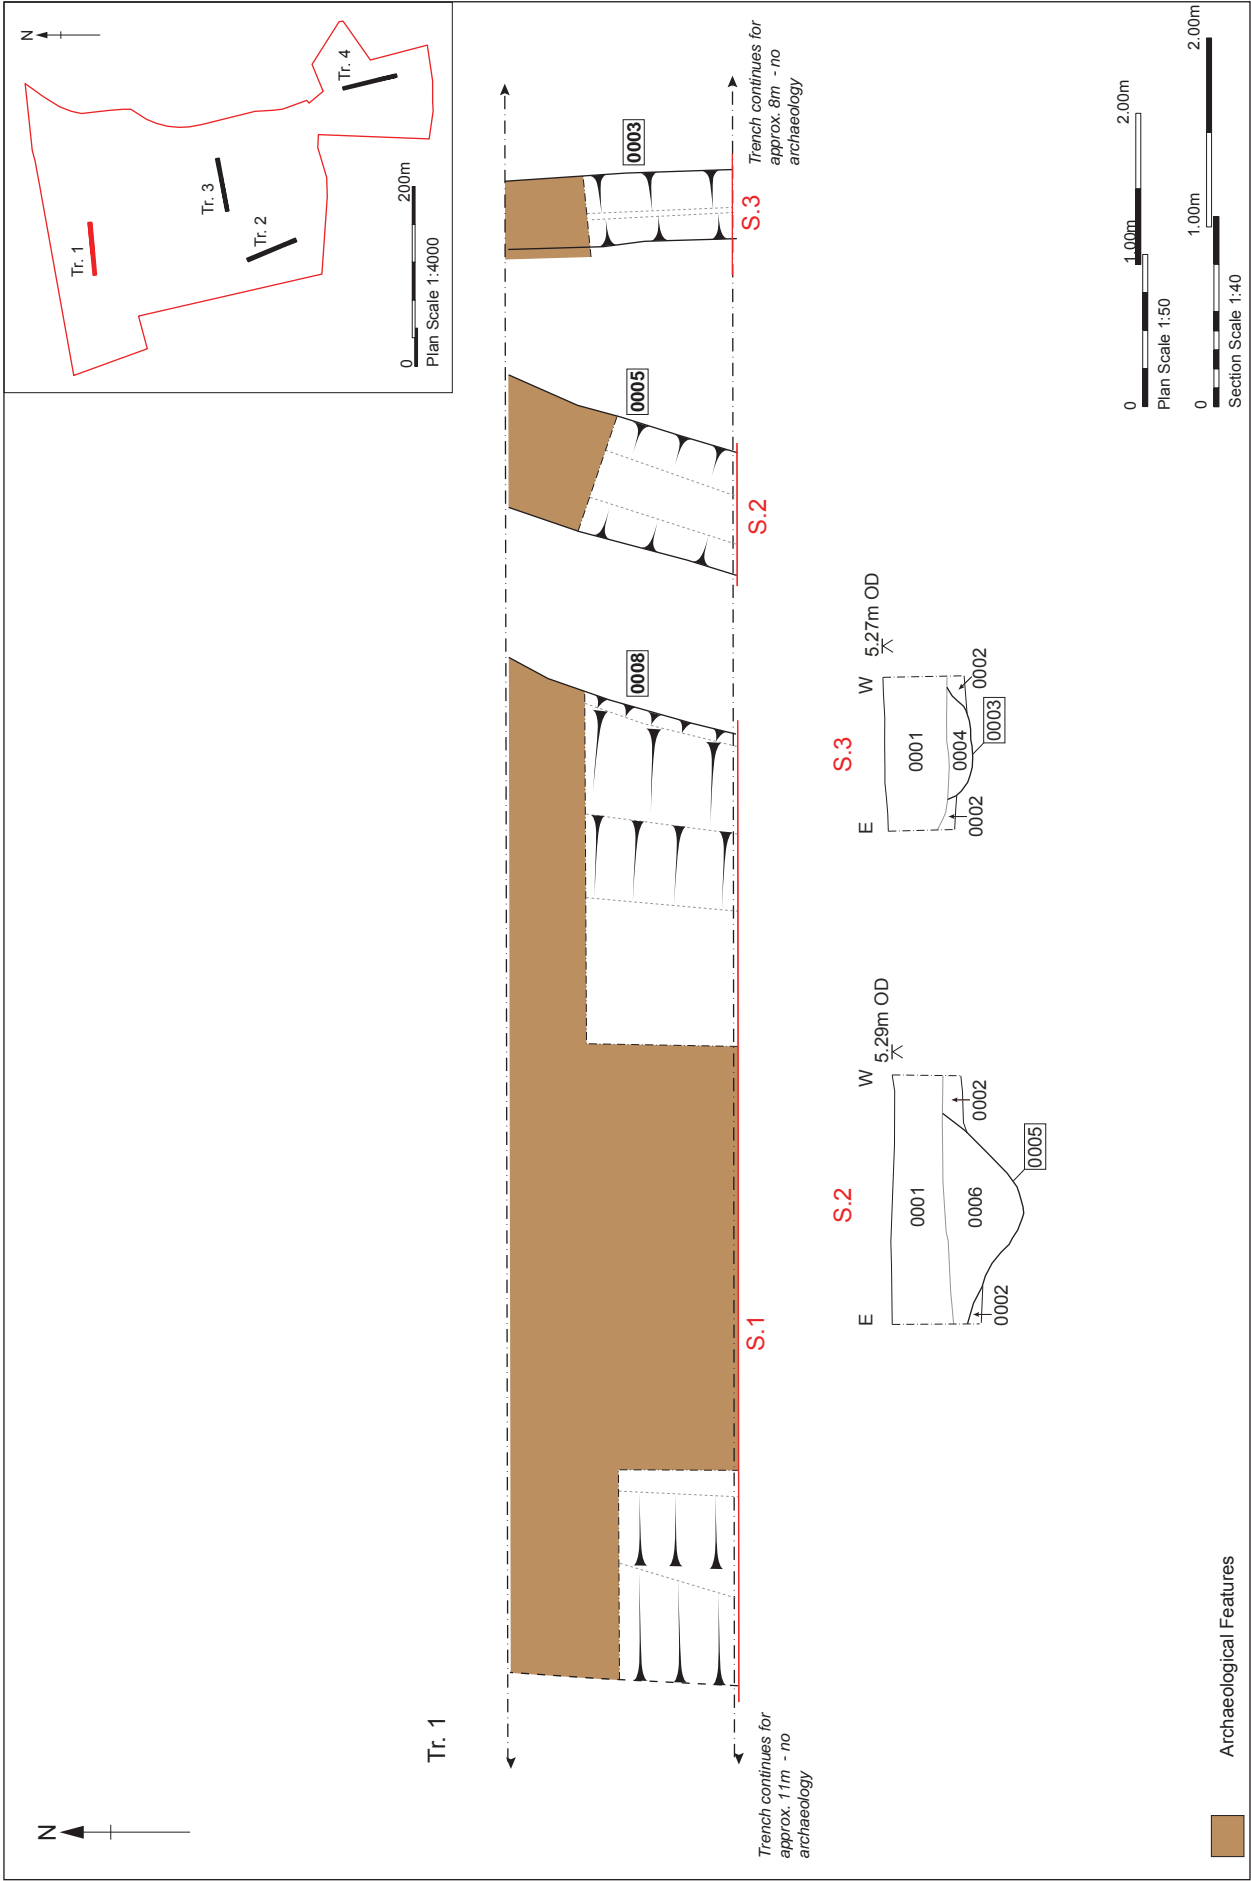 N
Tr. 1
Tr. 1
Tr. 2
Tr. 3
Tr. 4
N
0
200m
Plan Scale 1:4000
Trench continues for
approx. 11m - no
archaeology
S.1
0008
S.2
0005
S.3
0003
Trench continues for
approx. 8m - no
archaeology
S.2
E
W
5.29m OD
0001
0006
0002
0002
0005
S.3
E
W
5.27m OD
0001
0004
0002
0002
0003
Archaeological Features
0
1.00m
2.00m
Plan Scale 1:50
0
1.00m
2.00m
Section Scale 1:40